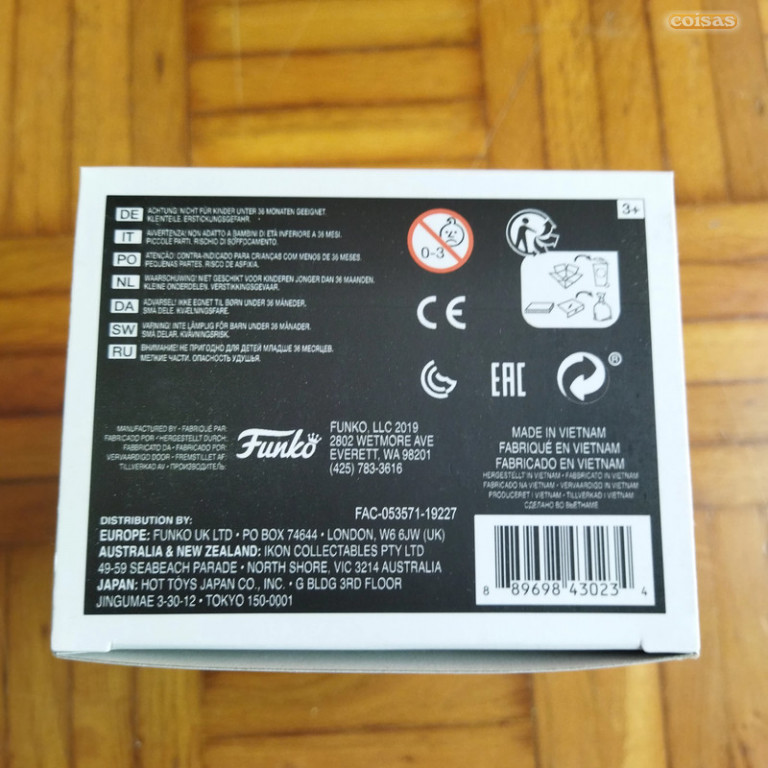 coisas
DE ACHTUNG! NICHT FÜR KINDER UNTER 36 MONATEN GEEIGNET.
KLEINTEILE. ERSTICKUNGSGEFAHR.
IT AVVERTENZA! NON ADATTO A BAMBINI DI ETÀ INFERIORE A 36 MESI.
PICCOLE PARTI, RISCHIO DI SOFFOCAMENTO.
PO ATENÇÃO: CONTRA-INDICADO PARA CRIANÇAS COM MENOS DE 36 MESES.
PEQUENAS PARTES, RISCO DE ASFIXIA.
NL WAARSCHUWING! NIET GESCHIKT VOOR KINDEREN JONGER DAN 36 MAANDEN.
KLEINE ONDERDELEN. VERSTIKKINGSGEVAAR.
DA ADVARSEL! IKKE EGNET TIL BØRN UNDER 36 MÅNEDER.
SMÅ DELE. KVÆLNINGSFARE.
SW VARNING! INTE LÄMPLIG FÖR BARN UNDER 36 MÅNADER.
SMÅ DELAR. KVÄVNINGSRISK.
RU ВНИМАНИЕ! НЕ ПРИГОДНО ДЛЯ ДЕТЕЙ МЛАДШЕ 36 МЕСЯЦЕВ.
МЕЛКИЕ ЧАСТИ. ОПАСНОСТЬ УДУШЬЯ.
0-3
3+
CE
EAC
®
MANUFACTURED BY • FABRIQUÉ PAR:
FABRICADO POR • HERGESTELLT DURCH:
FABBRICATO DA • FABRICADO POR:
VERVAARDIGD DOOR • FREMSTILLET AF:
TILLVERKAD AV • ПРОИЗВОДИТЕЛЬ:
Funko
FUNKO, LLC 2019
2802 WETMORE AVE
EVERETT, WA 98201
(425) 783-3616
MADE IN VIETNAM
FABRIQUÉ EN VIETNAM
FABRICADO EN VIETNAM
HERGESTELLT IN VIETNAM • FABBRICATO IN VIETNAM
FABRICADO NA VIETNAM • VERVAARDIGD IN VIETNAM
PRODUCERET I VIETNAM • TILLVERKAD I VIETNAM
СДЕЛАНО ВО ВЬЕТНАМЕ
FAC-053571-19227
DISTRIBUTION BY:
EUROPE: FUNKO UK LTD • PO BOX 74644 • LONDON, W6 6JW (UK)
AUSTRALIA & NEW ZEALAND: IKON COLLECTABLES PTY LTD
49-59 SEABEACH PARADE • NORTH SHORE, VIC 3214 AUSTRALIA
JAPAN: HOT TOYS JAPAN CO., INC. • G BLDG 3RD FLOOR
JINGUMAE 3-30-12 • TOKYO 150-0001
8 89698 43023 4